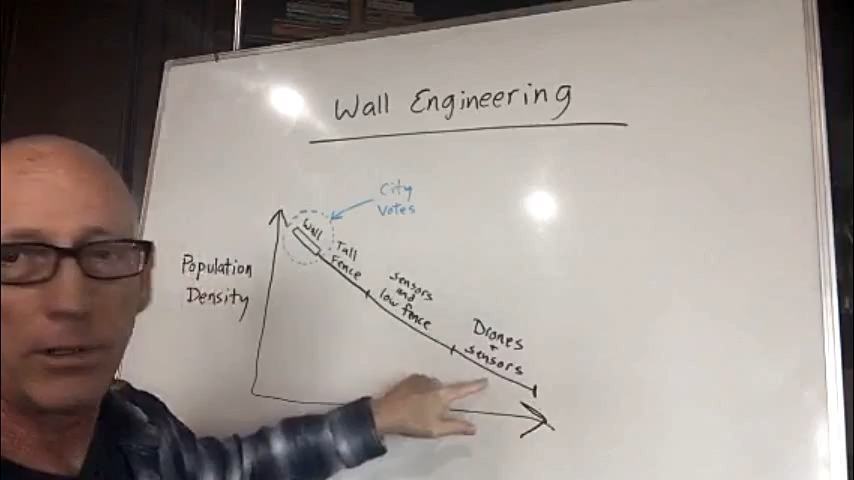 Wall Engineering
City
Votes
Wall
Tall
Fence
Population
Density
sensors
and
low fence
Drones
+
sensors